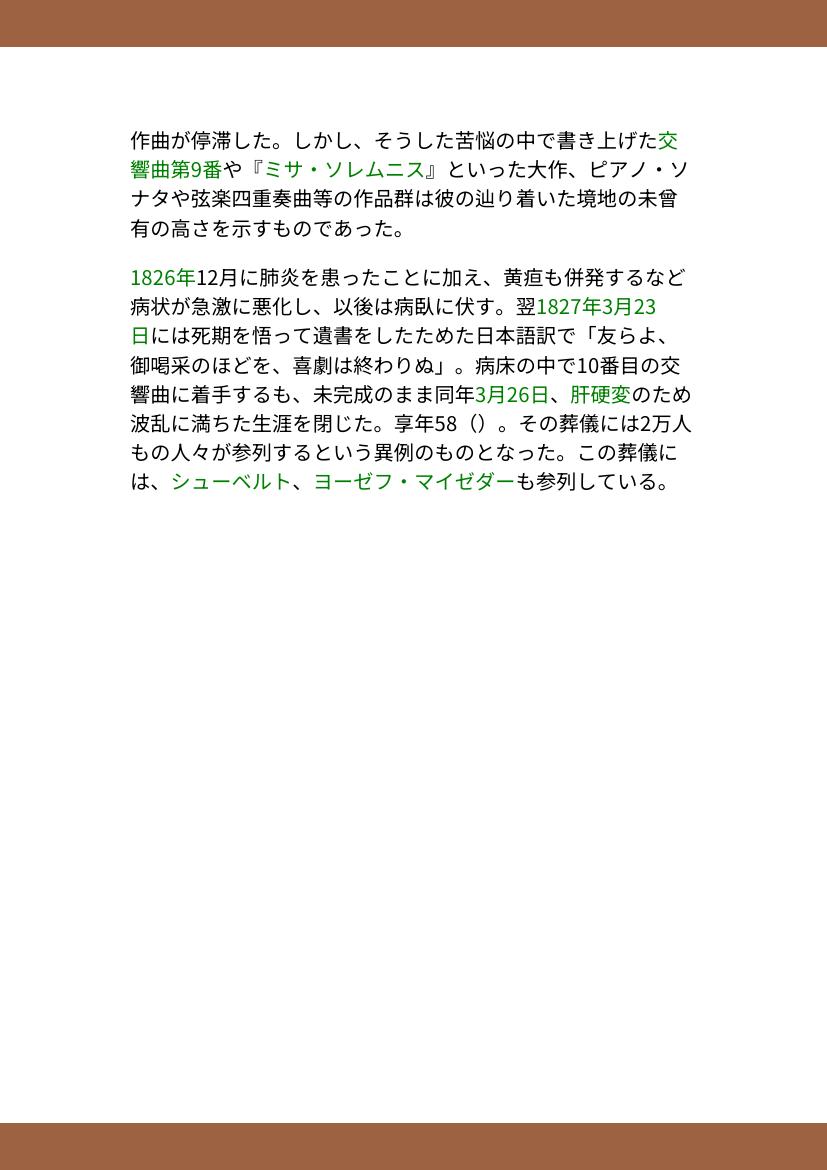 作曲が停滞した。しかし、そうした苦悩の中で書き上げた交
響曲第9番や『ミサ・ソレムニス』といった大作、ピアノ・ソ
ナタや弦楽四重奏曲等の作品群は彼の辿り着いた境地の未曾
有の高さを示すものであった。
1826年12月に肺炎を患ったことに加え、黄疸も併発するなど
病状が急激に悪化し、以後は病臥に伏す。翌1827年3月23
日には死期を悟って遺書をしたためた日本語訳で「友らよ、
御喝采のほどを、喜劇は終わりぬ」。病床の中で10番目の交
響曲に着手するも、未完成のまま同年3月26日、肝硬変のため
波乱に満ちた生涯を閉じた。享年58（）。その葬儀には2万人
もの人々が参列するという異例のものとなった。この葬儀に
は、シューベルト、ヨーゼフ・マイゼダーも参列している。